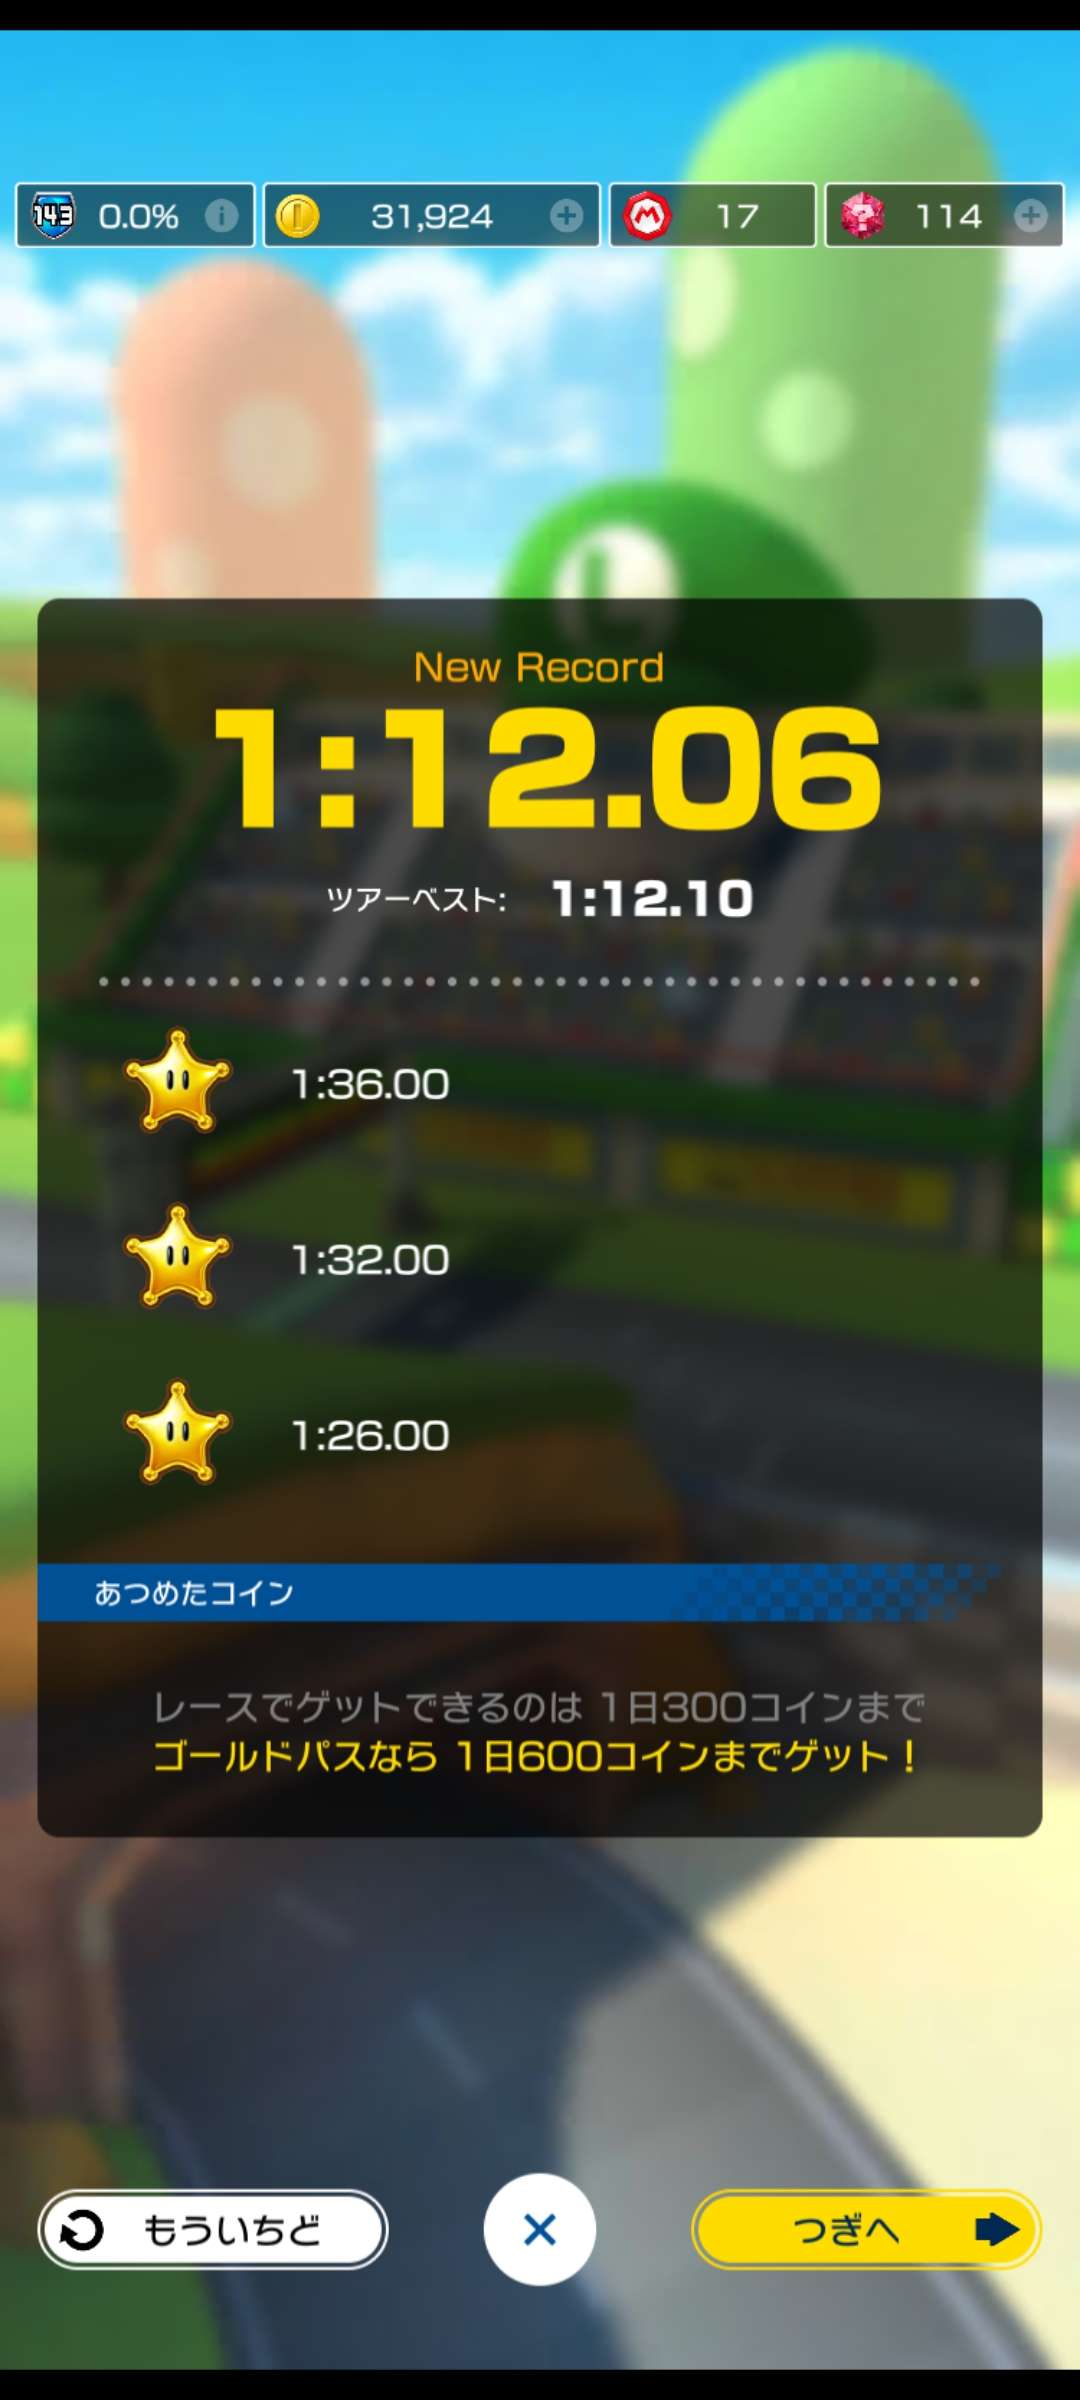 143 0.0% 31,924 17 114
New Record
1:12.06
ツアーベスト: 1:12.10
1:36.00
1:32.00
1:26.00
あつめたコイン
レースでゲットできるのは 1日300コインまで
ゴールドパスなら 1日600コインまでゲット！
もういちど × つぎへ